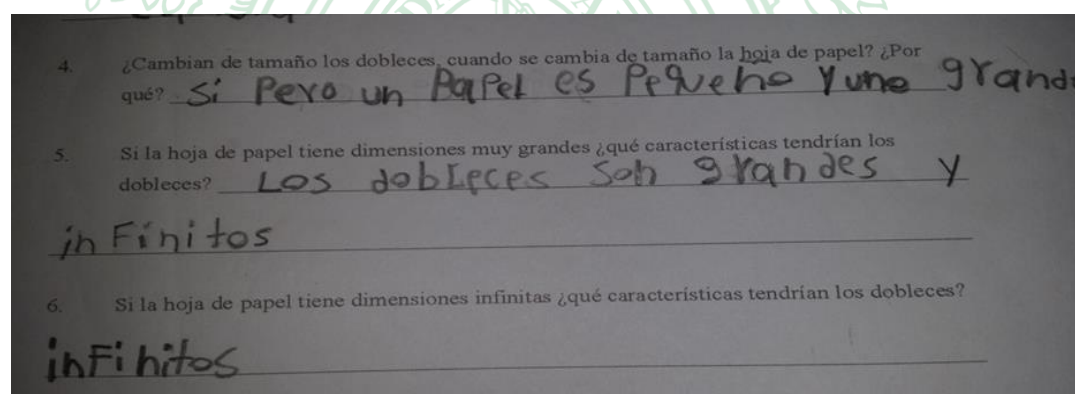 4. ¿Cambian de tamaño los dobleces, cuando se cambia de tamaño la hoja de papel? ¿Por
qué? Si Pero un PaPel es Pequeño y uno grand
5. Si la hoja de papel tiene dimensiones muy grandes ¿qué características tendrían los
dobleces? Los dobleces son grandes y
infinitos
6. Si la hoja de papel tiene dimensiones infinitas ¿qué características tendrían los dobleces?
infinitos